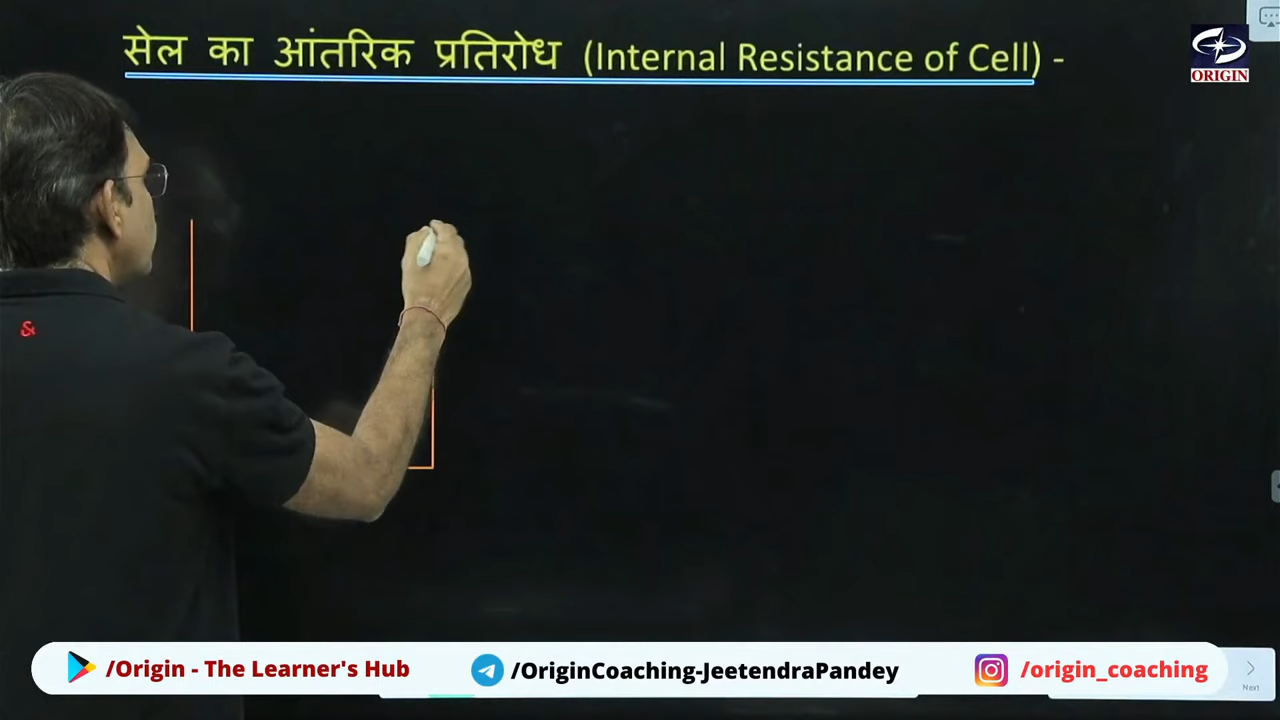 सेल का आंतरिक प्रतिरोध (Internal Resistance of Cell) -
ORIGIN
&
/Origin - The Learner's Hub
/OriginCoaching-JeetendraPandey
/origin_coaching
Next